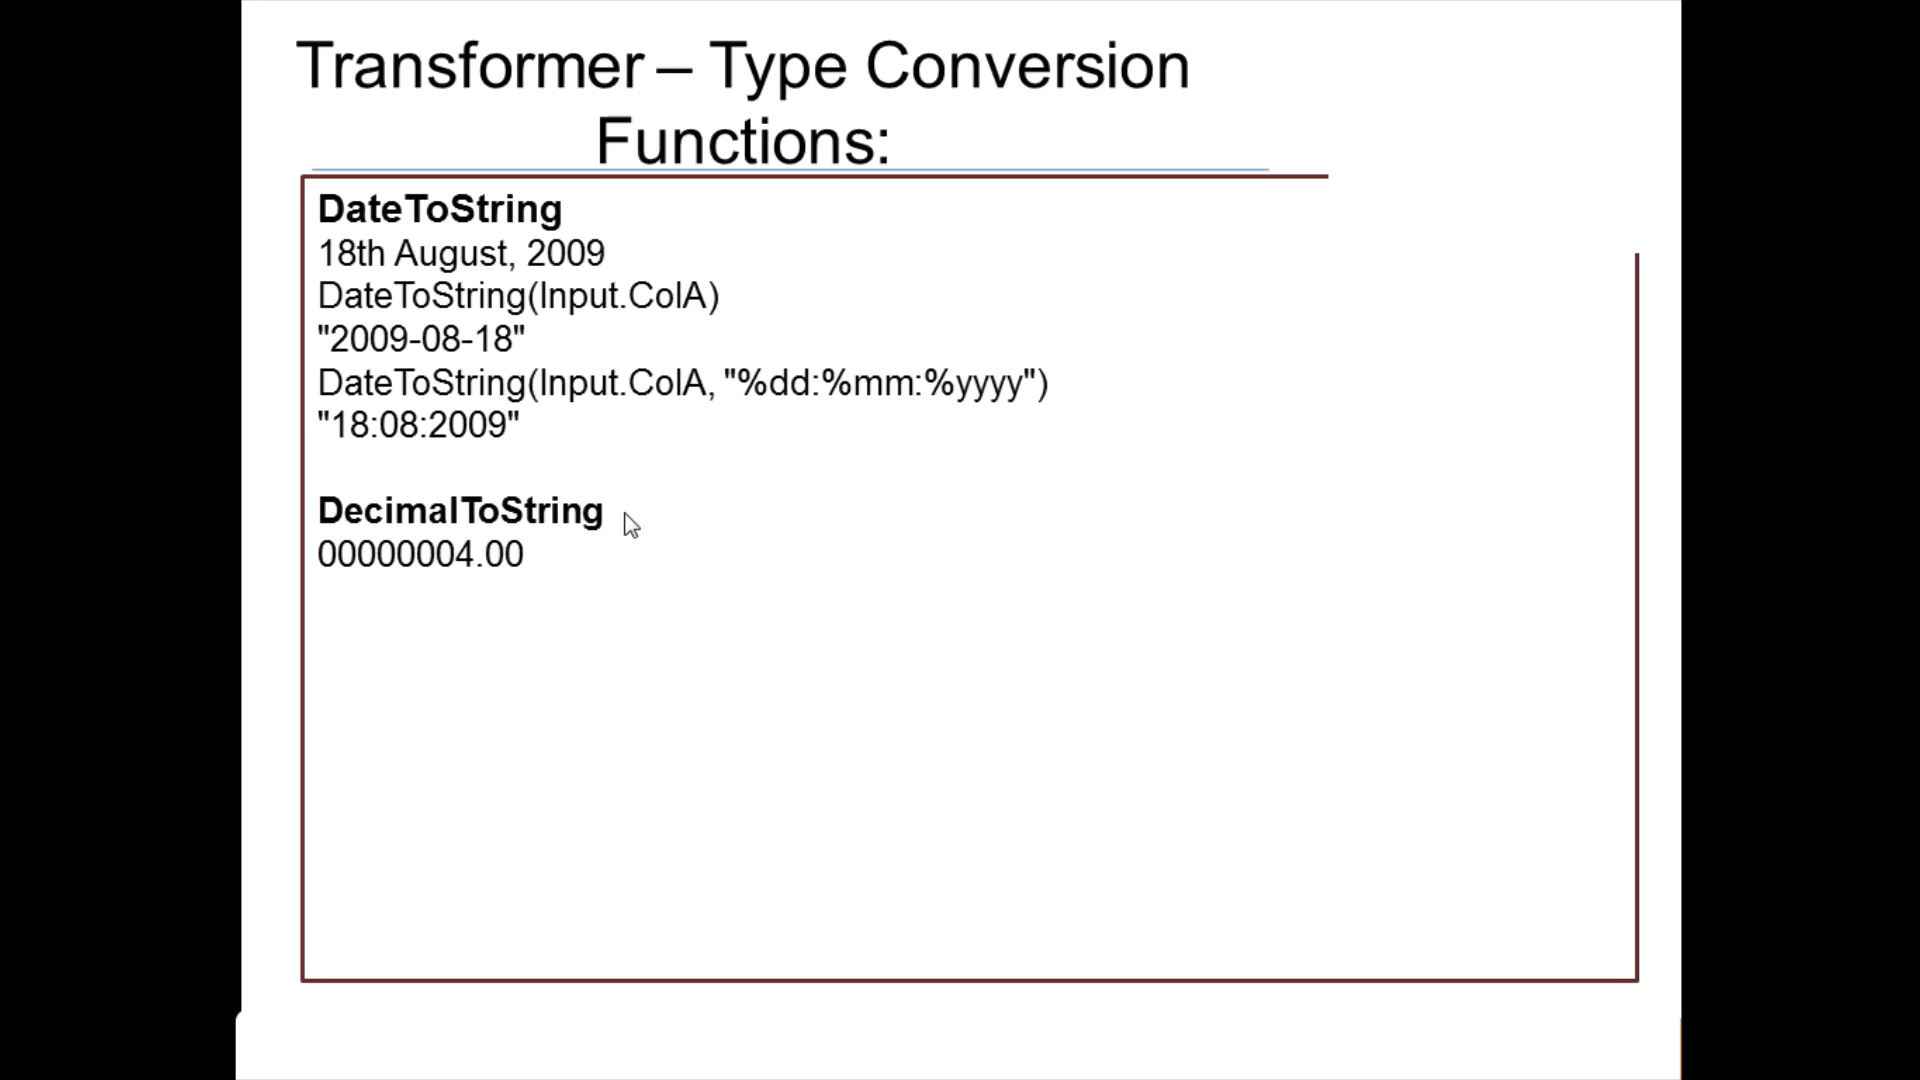 Transformer – Type Conversion
Functions:
DateToString
18th August, 2009
DateToString(Input.ColA)
"2009-08-18"
DateToString(Input.ColA, "%dd:%mm:%yyyy")
"18:08:2009"
DecimalToString
00000004.00